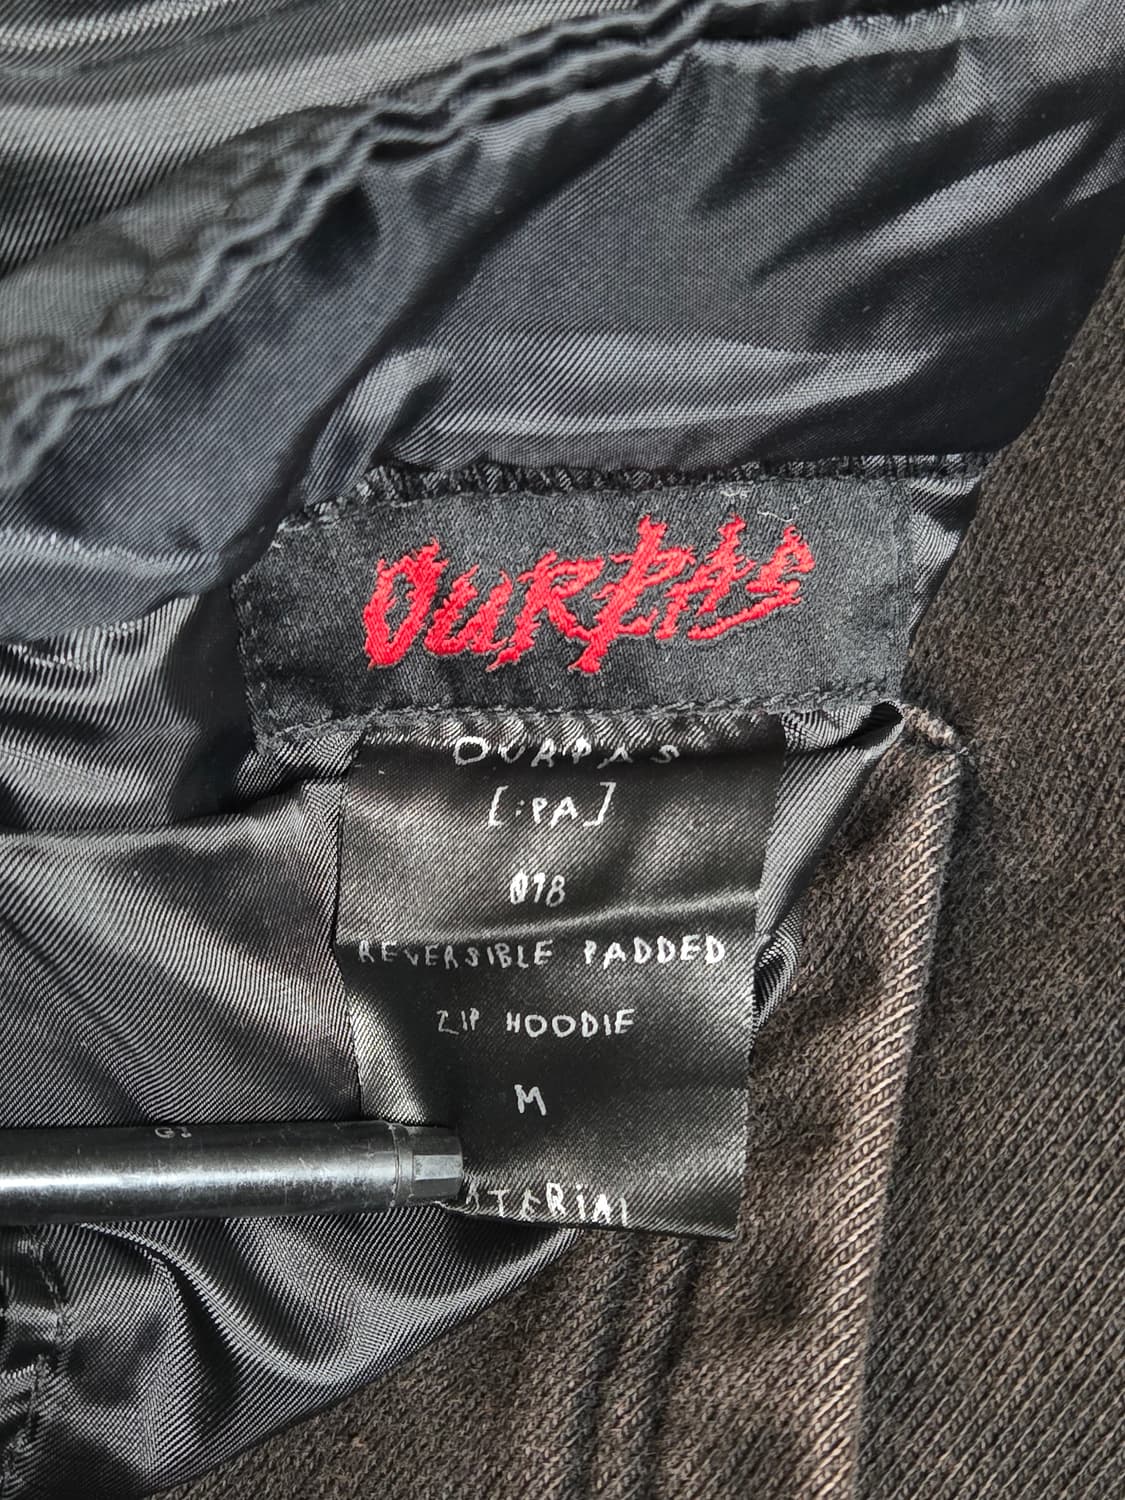 OURPAS
OURPAS
[:PA]
018
REVERSIBLE PADDED
ZIP HOODIE
M